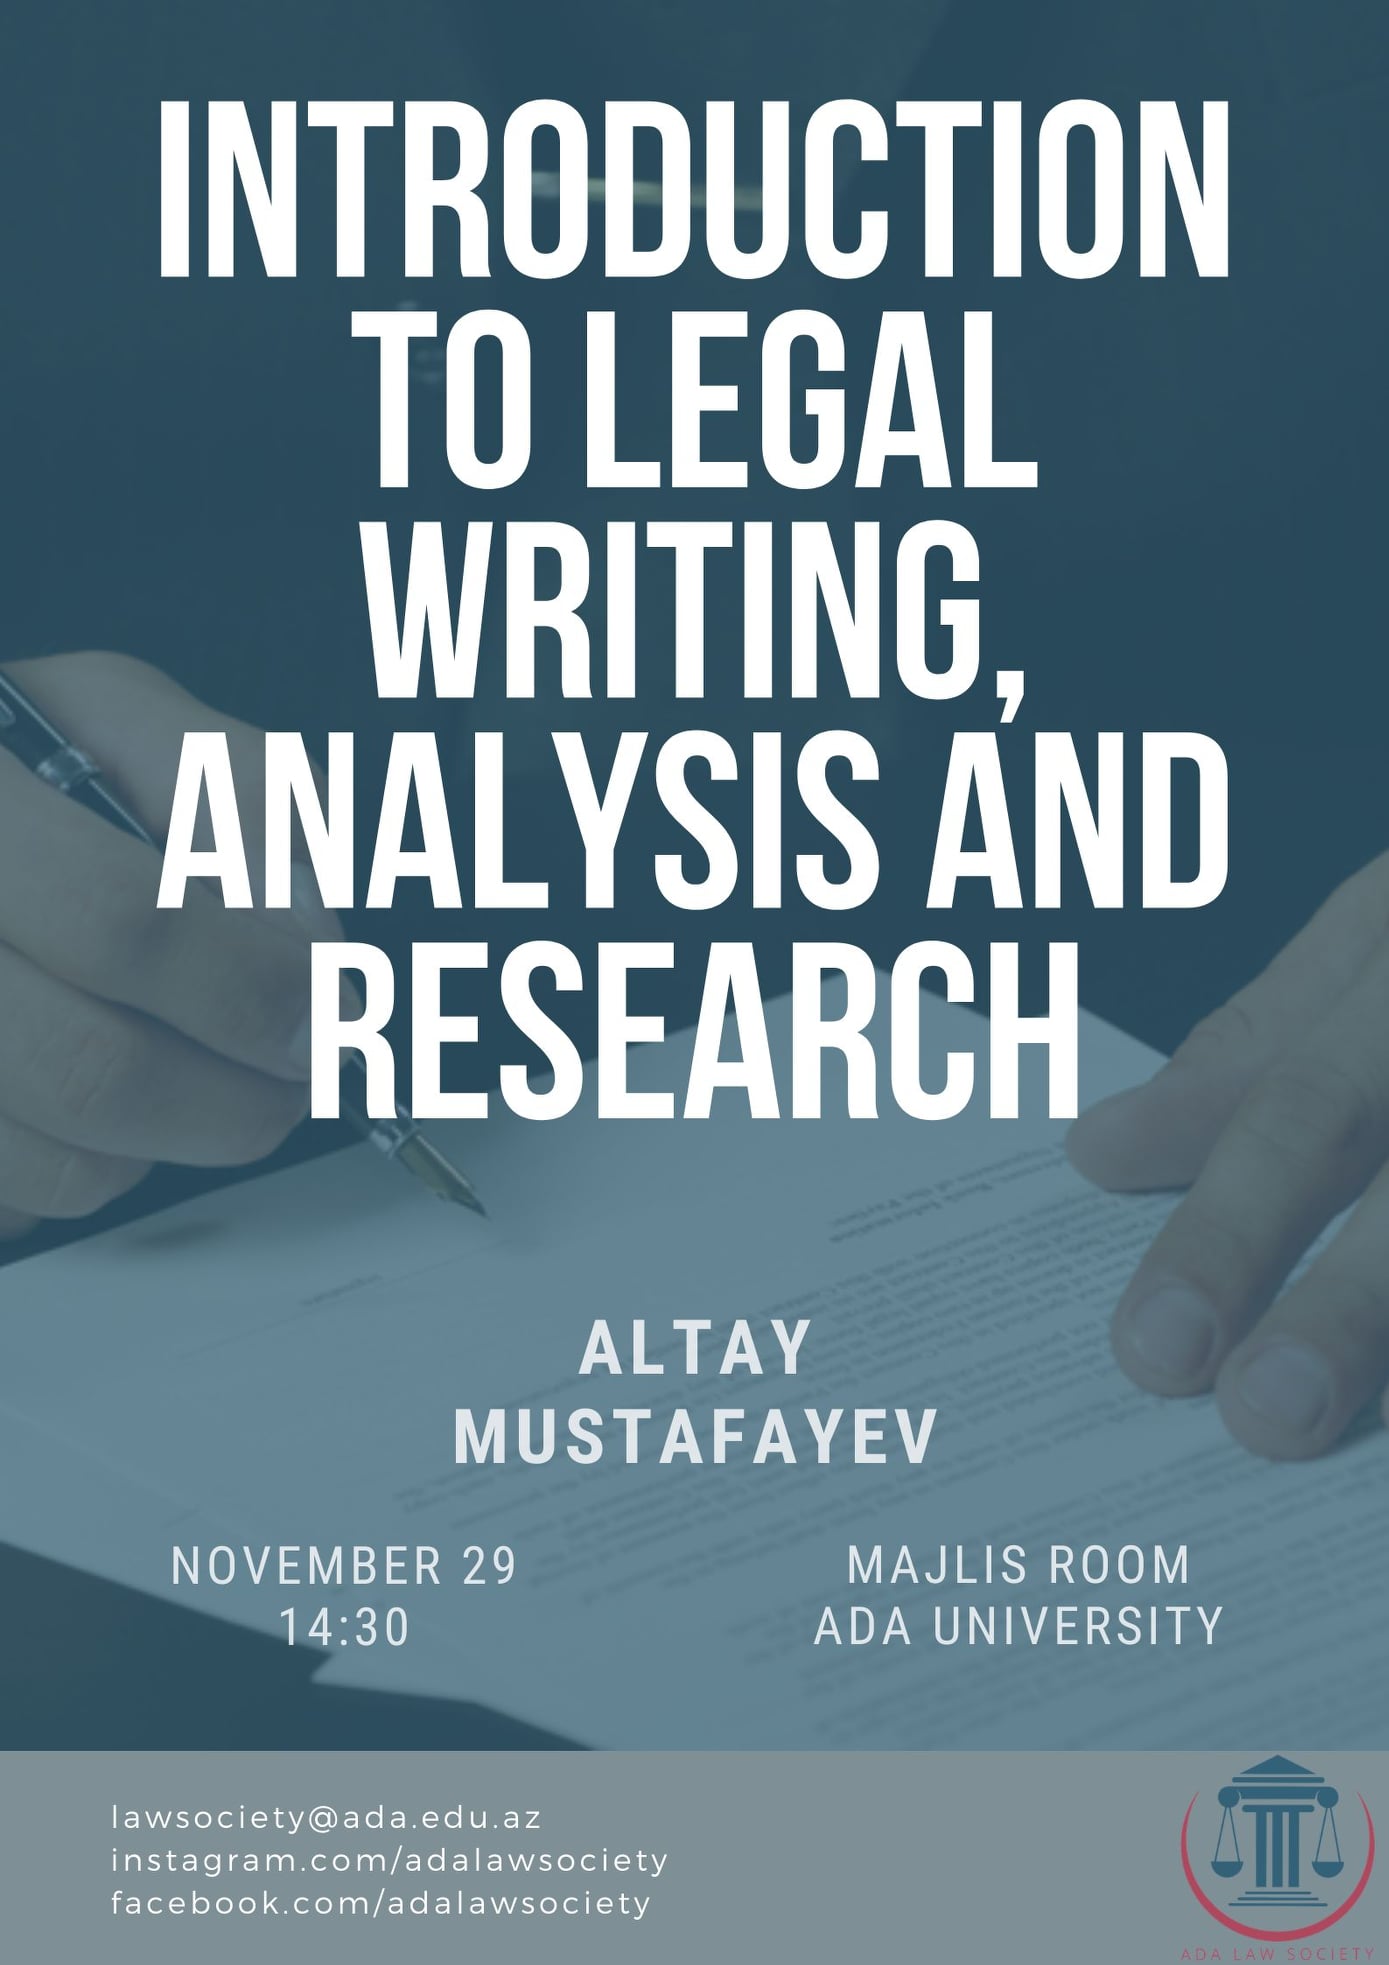 INTRODUCTION
TO LEGAL
WRITING,
ANALYSIS AND
RESEARCH
ALTAY
MUSTAFAYEV
NOVEMBER 29
14:30
MAJLIS ROOM
ADA UNIVERSITY
lawsociety@ada.edu.az
instagram.com/adalawsociety
facebook.com/adalawsociety
ADA LAW SOCIETY